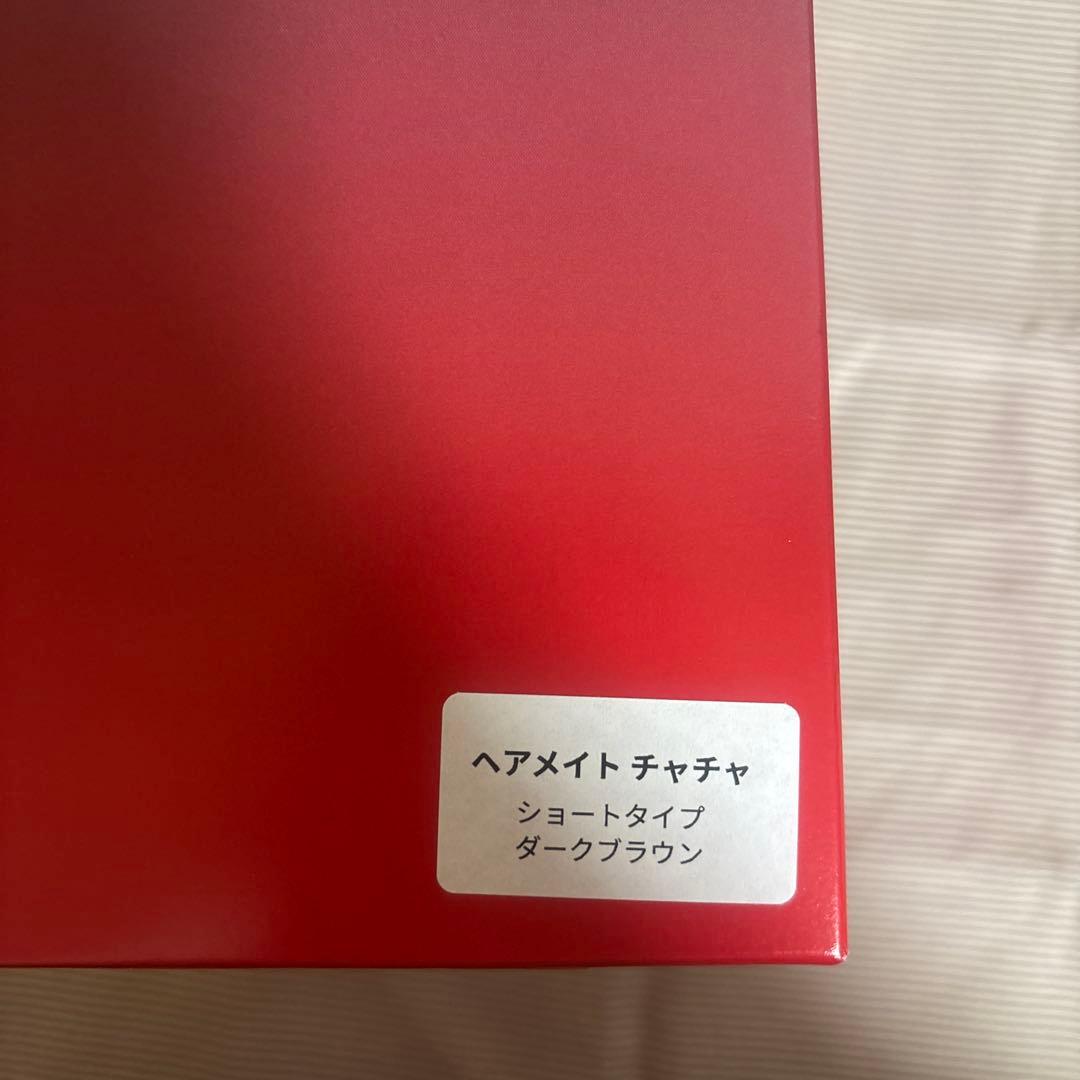 ヘアメイト チャチャ
ショートタイプ
ダークブラウン